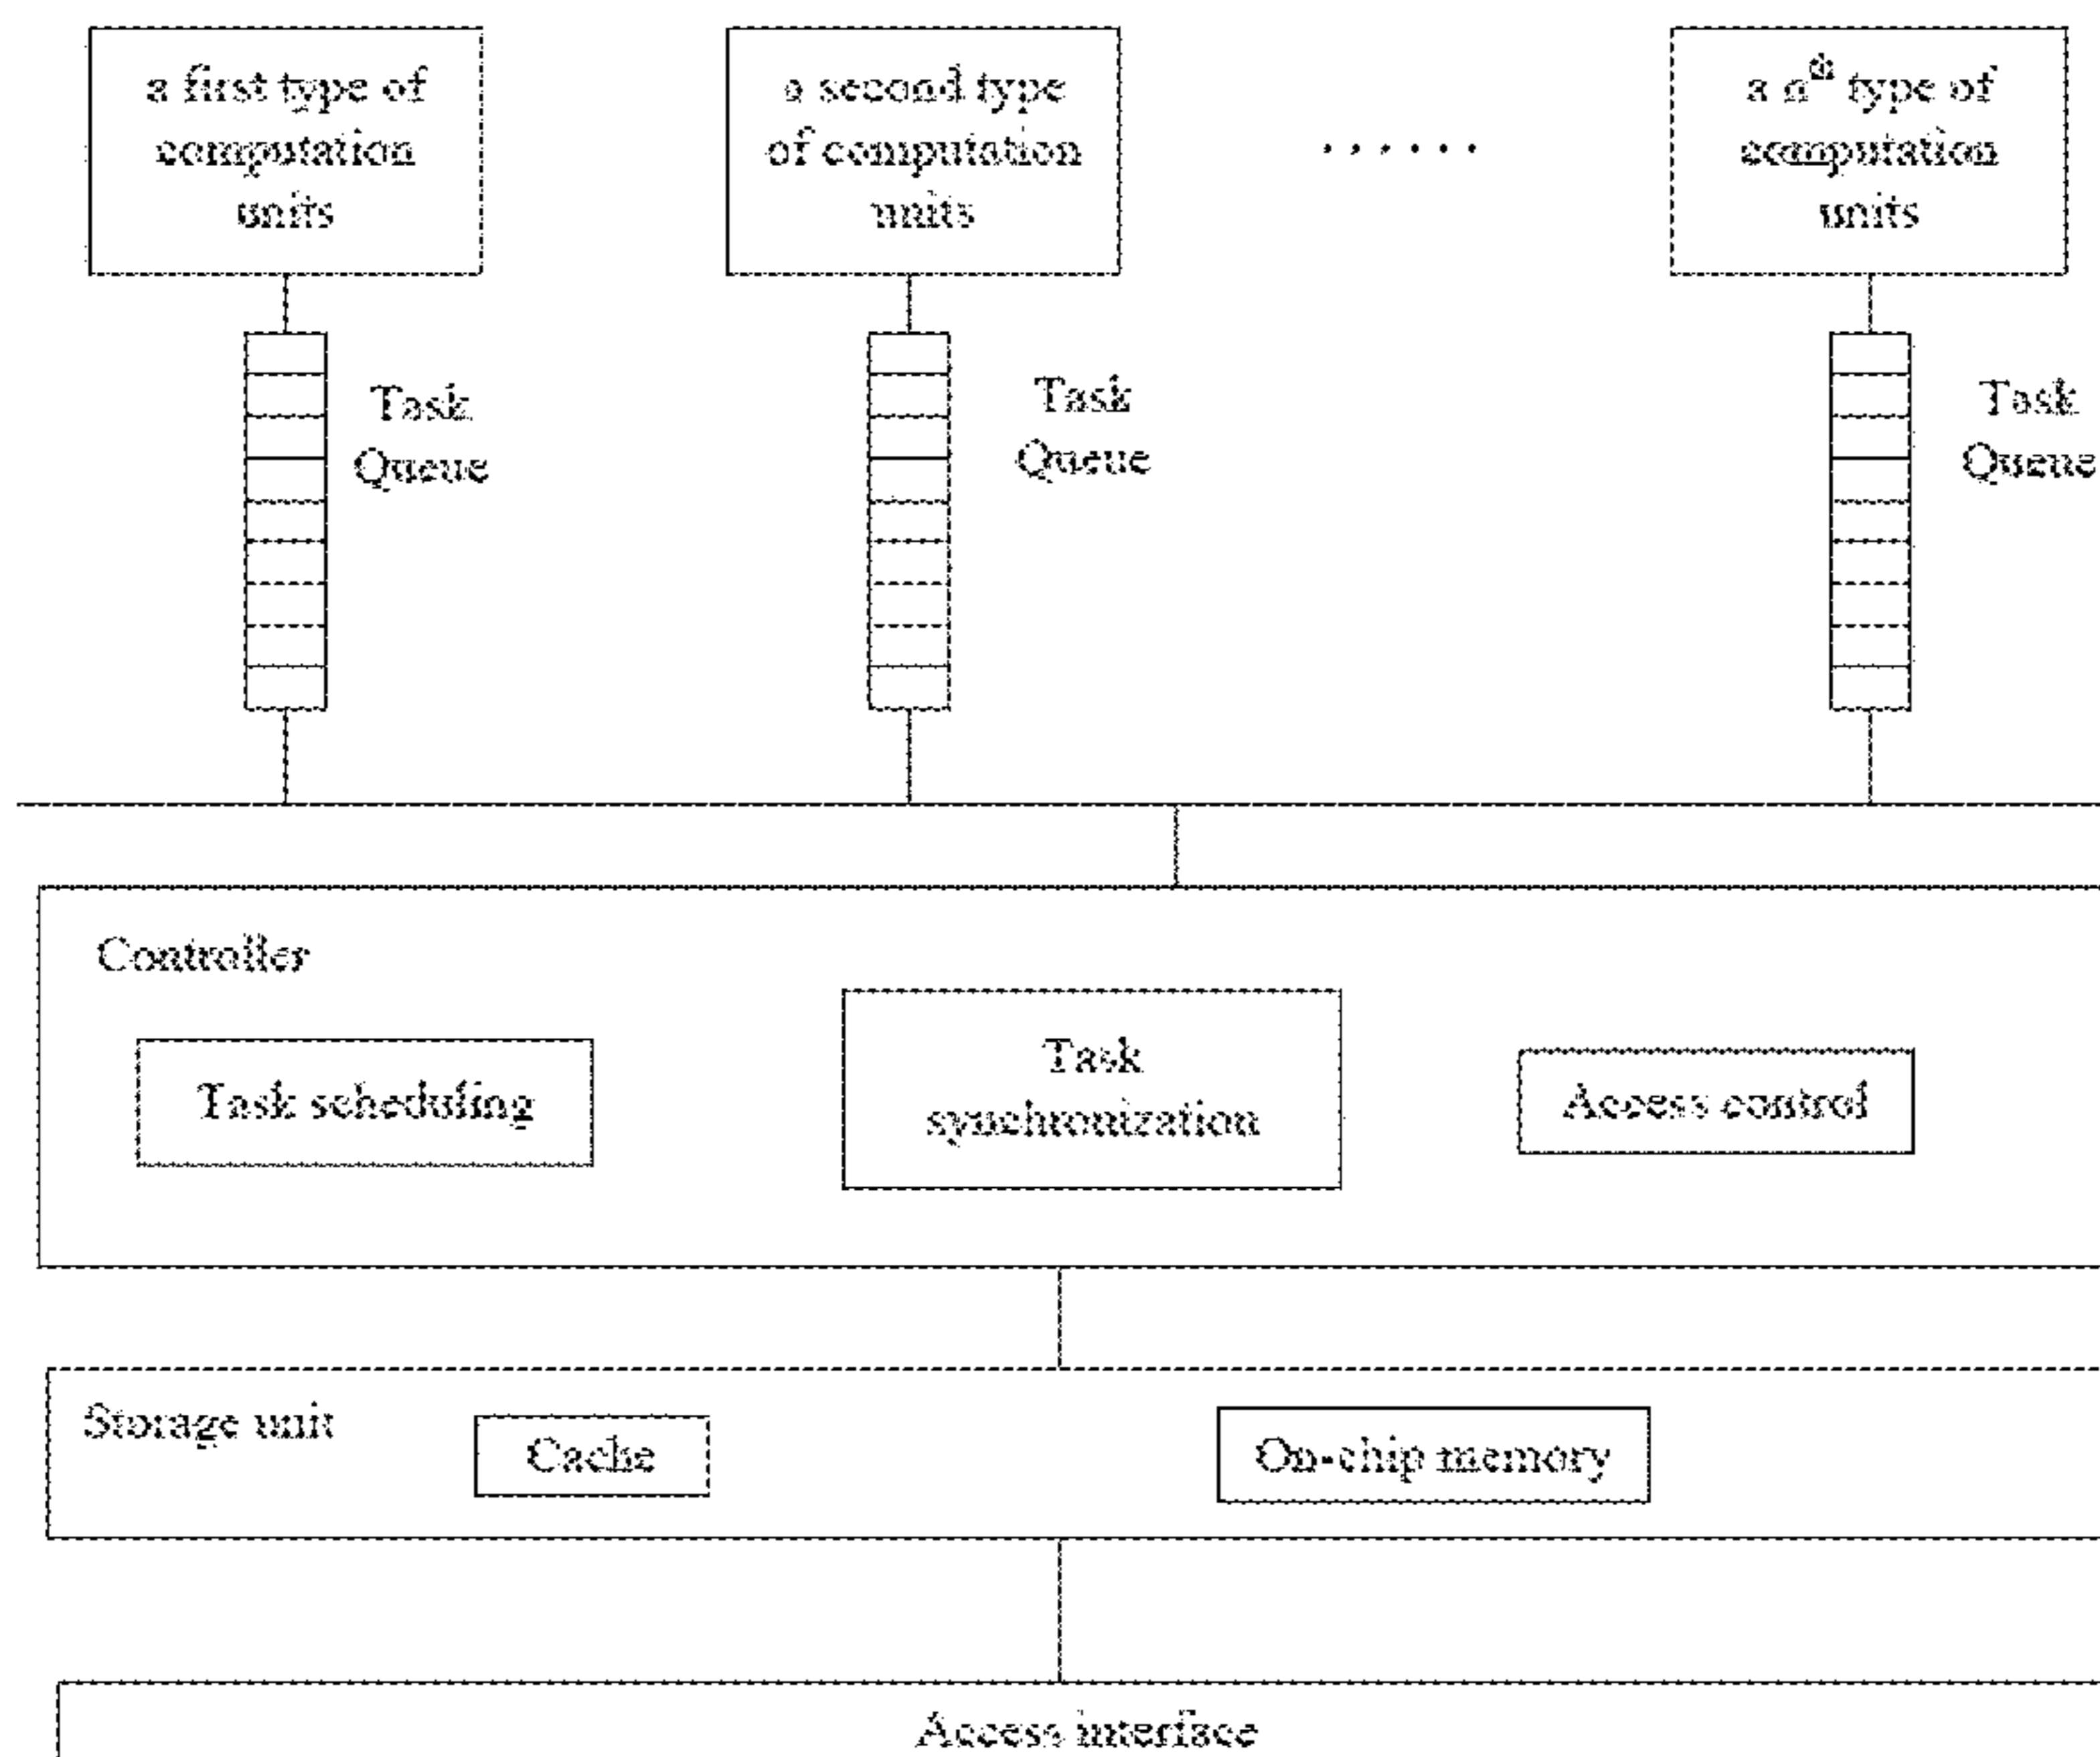 a first type of
computation
units
a second type
of computation
units
......
a nth type of
computation
units
Task
Queue
Task
Queue
Task
Queue
Controller
Task scheduling
Task
synchronization
Access control
Storage unit
Cache
On-chip memory
Access interface